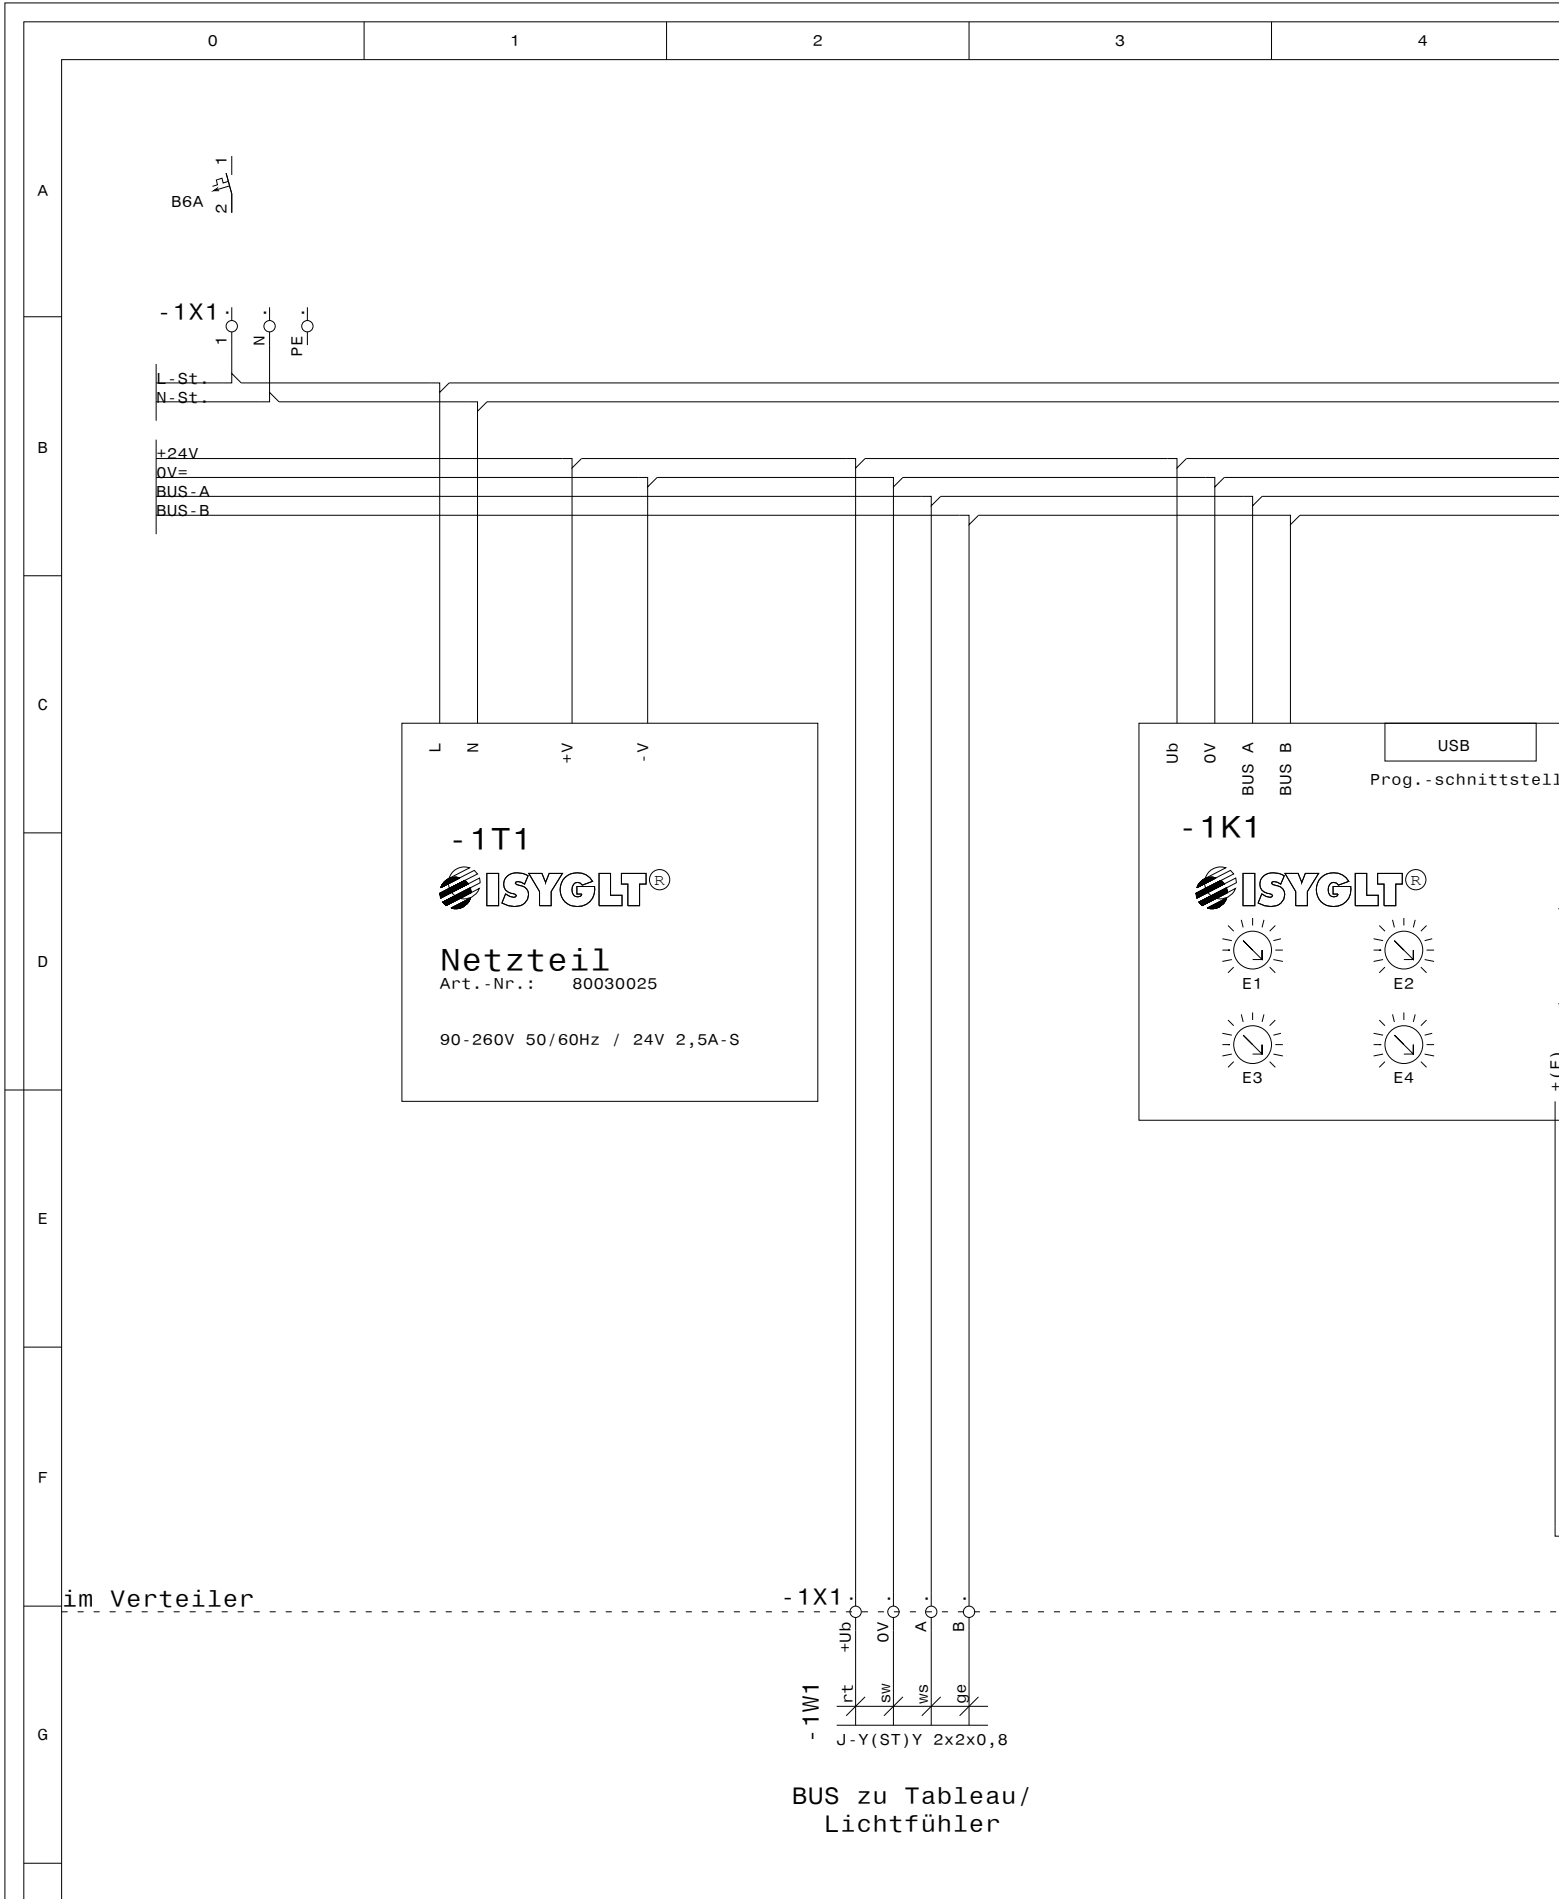 0 1 2 3 4
A
1
B6A
2
-1X1
1 N PE
L-St.
N-St.
B
+24V
0V=
BUS-A
BUS-B
C
L N +V -V
Ub 0V BUS A BUS B
USB
Prog.-schnittstell
-1T1
-1K1
ISYGLT®
ISYGLT®
D
Netzteil
Art.-Nr.: 80030025
E1 E2
90-260V 50/60Hz / 24V 2,5A-S
E3 E4
+(E)
E
F
im Verteiler
-1X1
+Ub 0V A B
-1W1
rt sw ws ge
G
J-Y(ST)Y 2x2x0,8
BUS zu Tableau/
Lichtfühler